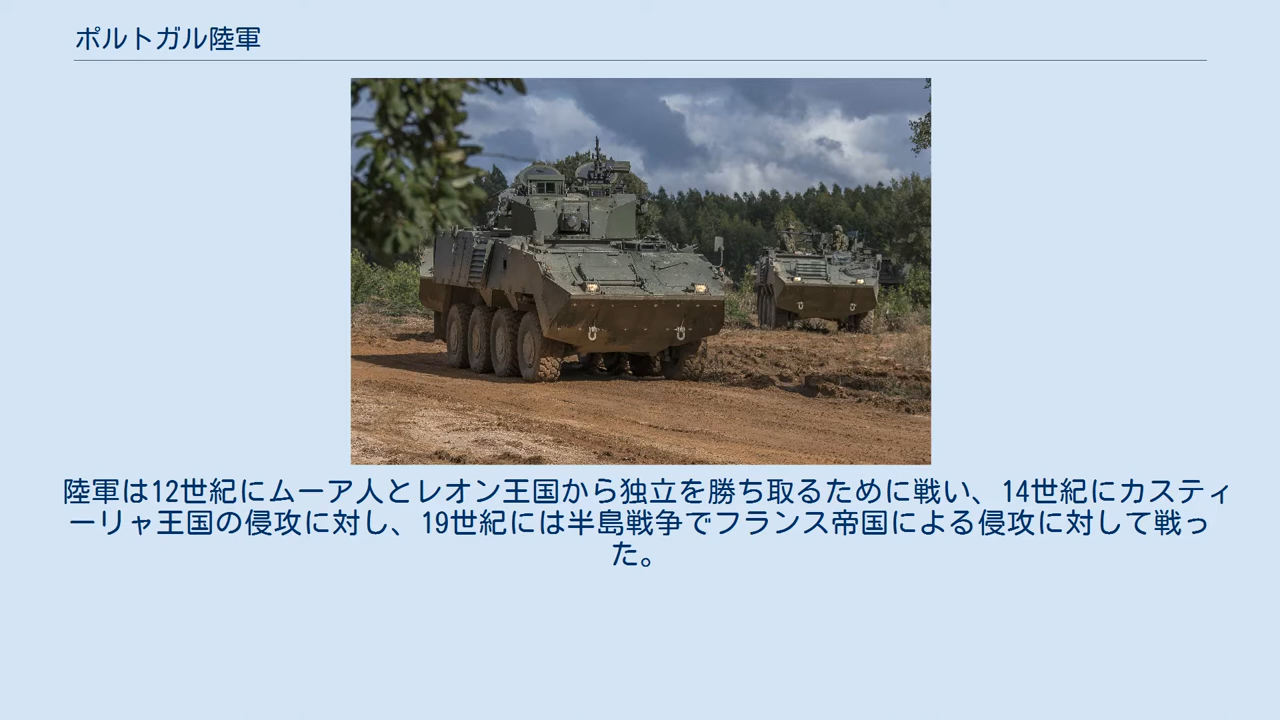 ポルトガル陸軍
陸軍は12世紀にムーア人とレオン王国から独立を勝ち取るために戦い、14世紀にカスティ
ーリャ王国の侵攻に対し、19世紀には半島戦争でフランス帝国による侵攻に対して戦っ
た。